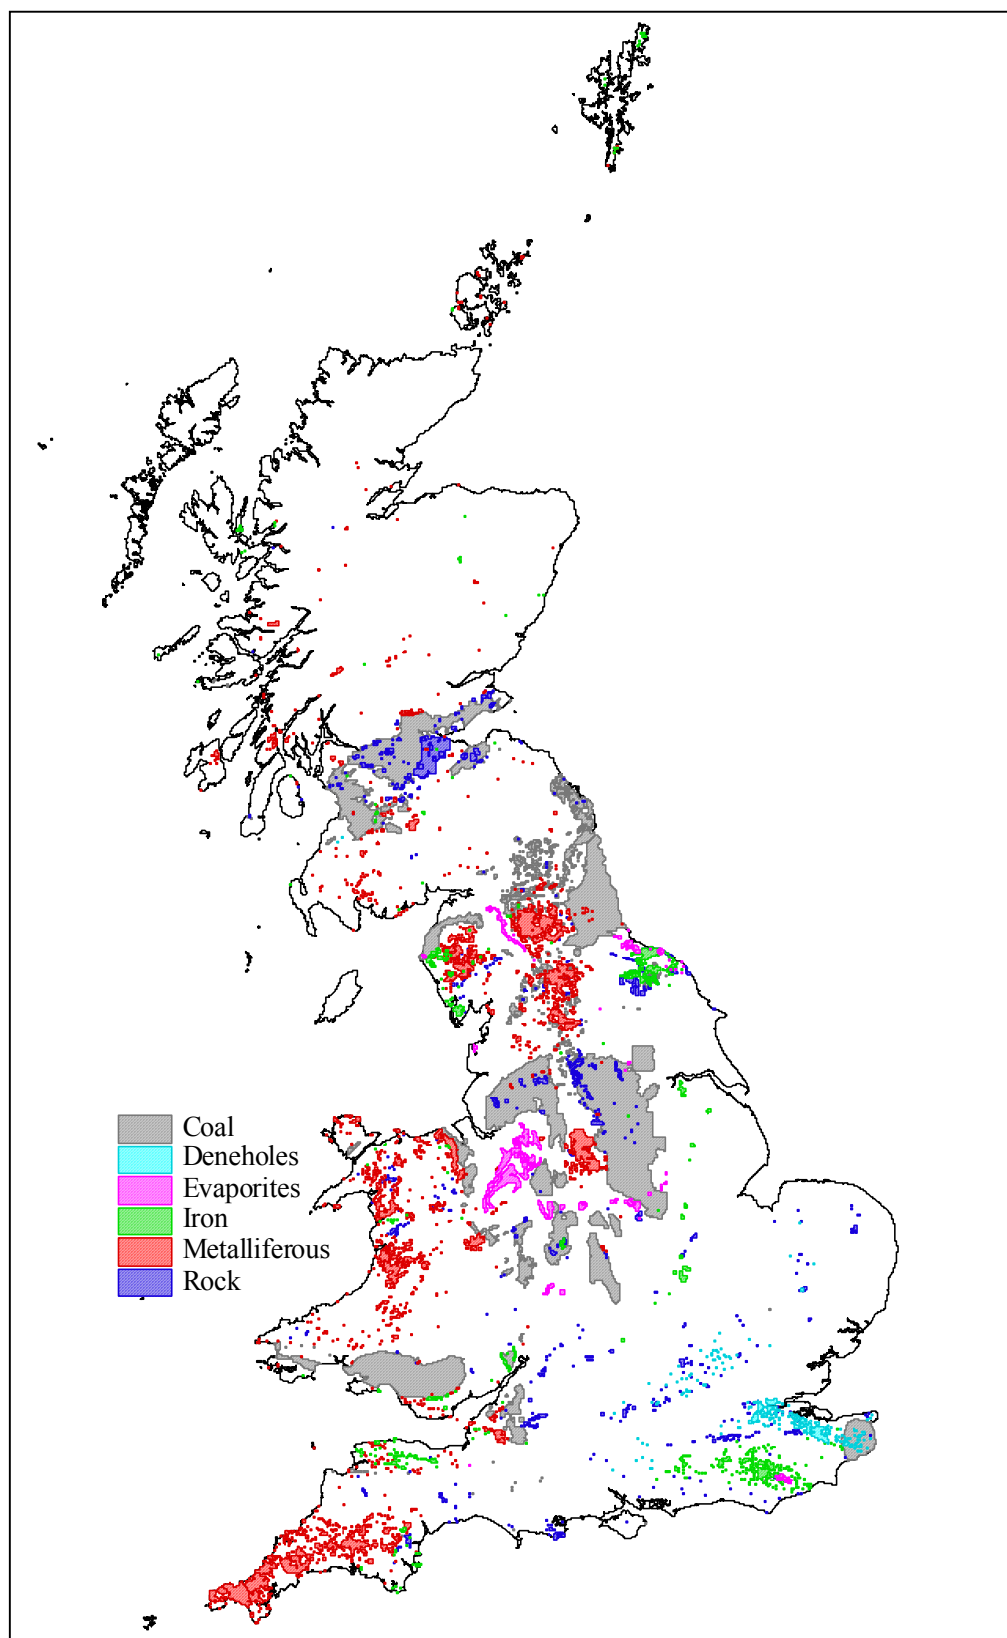 Coal
Deneholes
Evaporites
Iron
Metalliferous
Rock